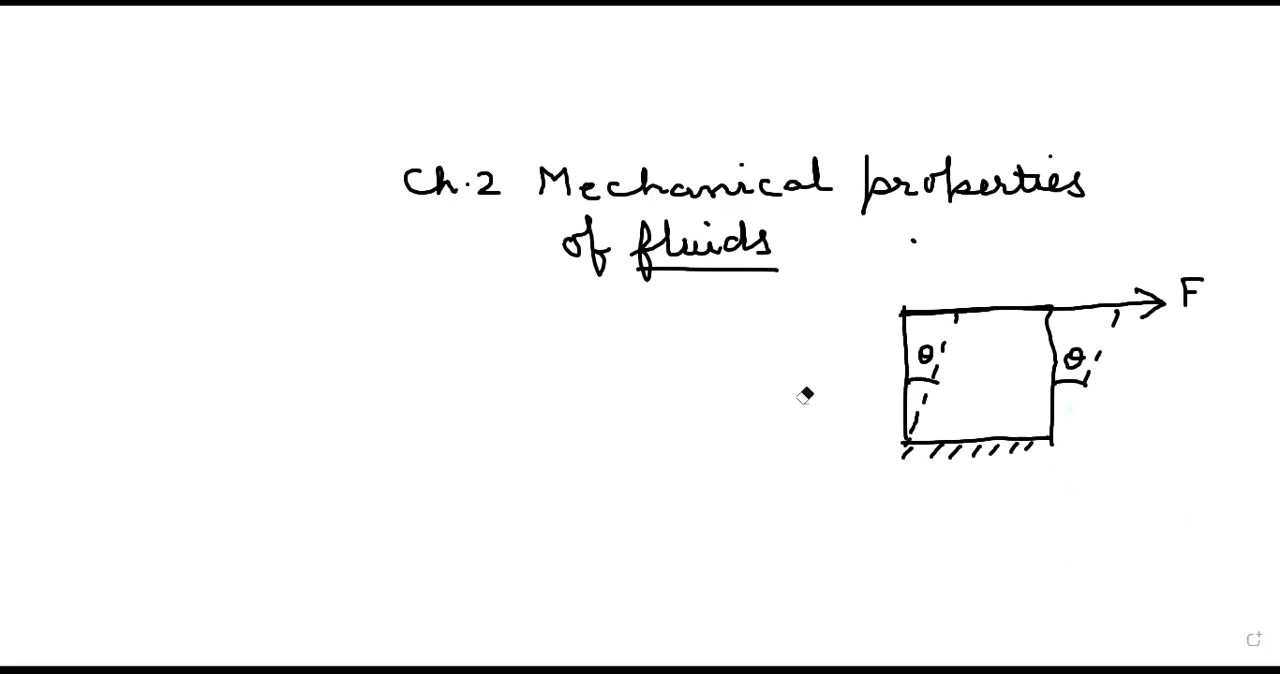 Ch.2 Mechanical properties
of fluids
F
θ θ